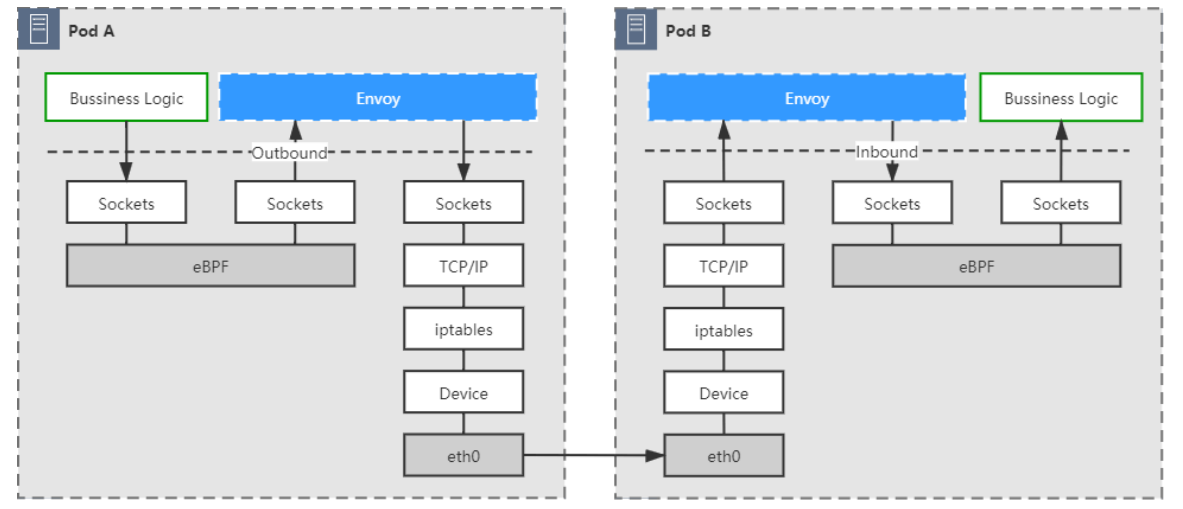 Pod A
Bussiness Logic
Envoy
Outbound
Sockets
Sockets
Sockets
eBPF
TCP/IP
iptables
Device
eth0
Pod B
Envoy
Bussiness Logic
Inbound
Sockets
Sockets
Sockets
TCP/IP
eBPF
iptables
Device
eth0